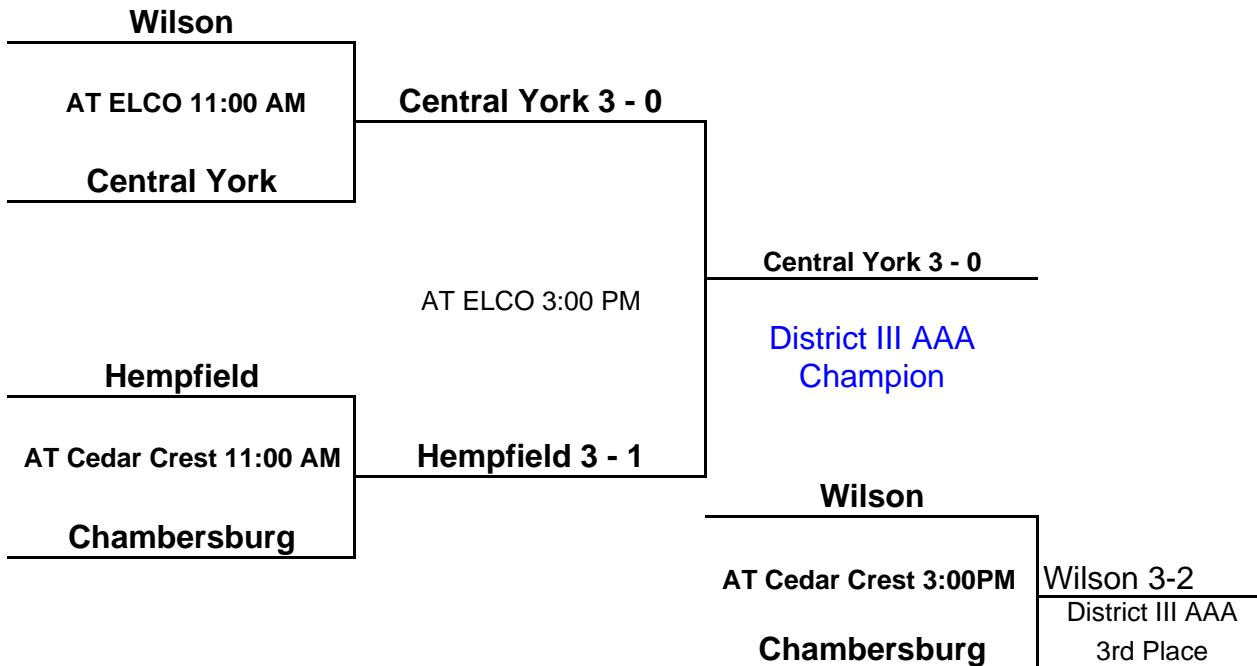 Wilson
AT ELCO 11:00 AM
Central York 3 - 0
Central York
Central York 3 - 0
AT ELCO 3:00 PM
District III AAA
Champion
Hempfield
AT Cedar Crest 11:00 AM
Hempfield 3 - 1
Wilson
Chambersburg
AT Cedar Crest 3:00PM
Wilson 3-2
District III AAA
Chambersburg
3rd Place